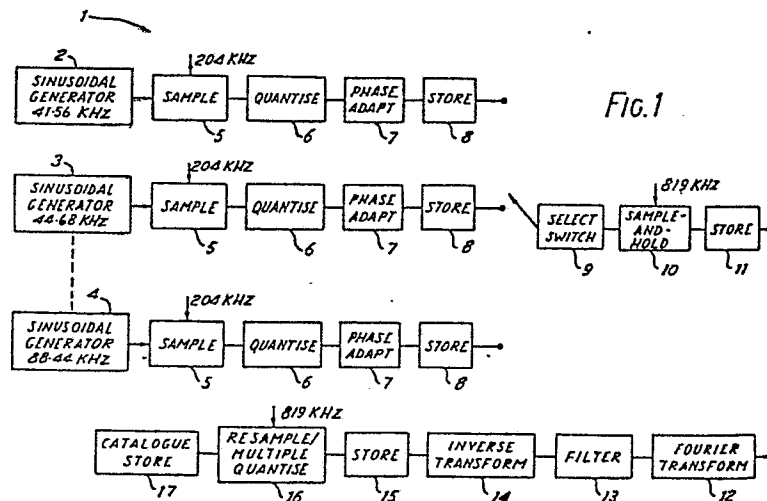 1
FIG.1
2
SINUSOIDAL
GENERATOR
41·56 KHz
204 KHz
SAMPLE
5
QUANTISE
6
PHASE
ADAPT
7
STORE
8
3
SINUSOIDAL
GENERATOR
44·68 KHz
204 KHz
SAMPLE
5
QUANTISE
6
PHASE
ADAPT
7
STORE
8
SELECT
SWITCH
9
819 KHz
SAMPLE-
AND-
HOLD
10
STORE
11
4
SINUSOIDAL
GENERATOR
88·44 KHz
204 KHz
SAMPLE
5
QUANTISE
6
PHASE
ADAPT
7
STORE
8
CATALOGUE
STORE
17
819 KHz
RESAMPLE/
MULTIPLE
QUANTISE
16
STORE
15
INVERSE
TRANSFORM
14
FILTER
13
FOURIER
TRANSFORM
12